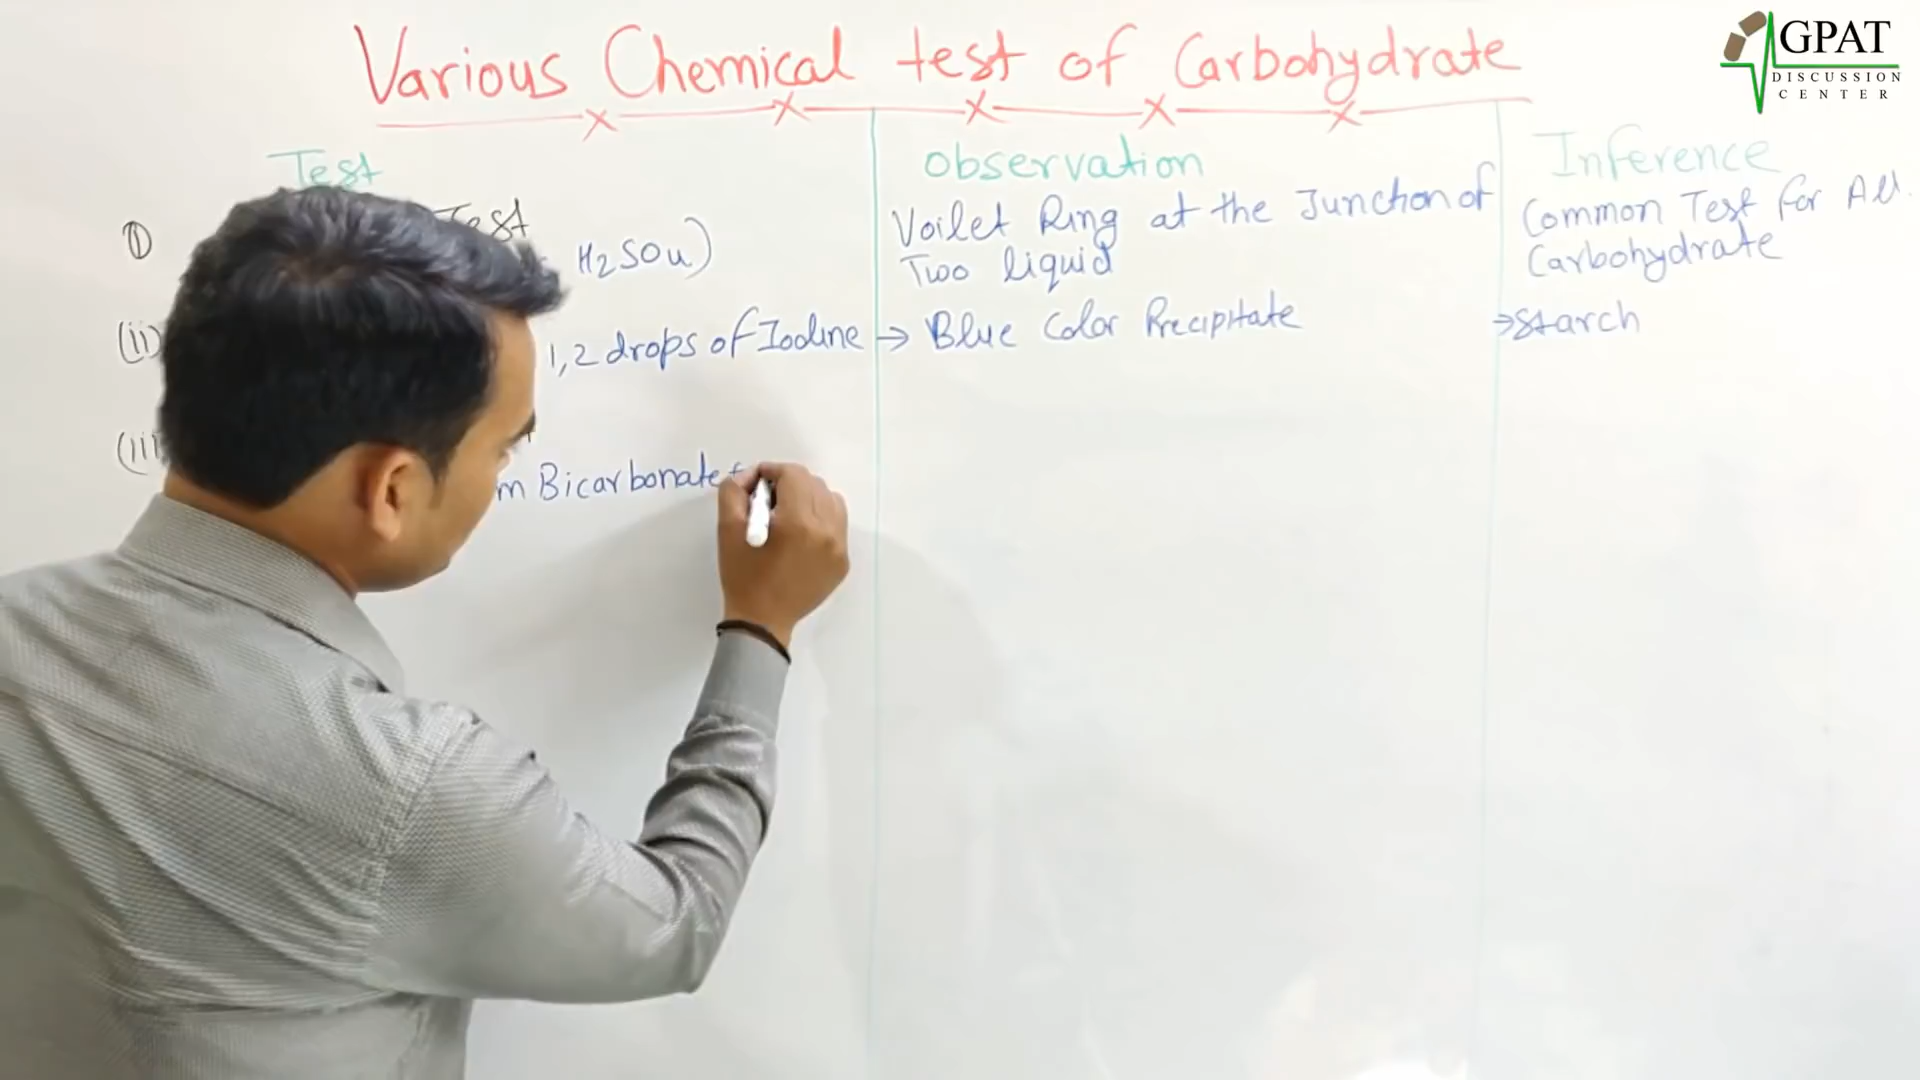 Various Chemical test of Carbohydrate
GPAT
DISCUSSION
CENTER
Test
Observation
Inference
① Test
H2SO4)
Voilet Ring at the Junction of
Two liquid
Common Test For All
Carbohydrate
(ii) 1,2 drops of Iodine → Blue Color Precipitate → Starch
(iii
m Bicarbonate